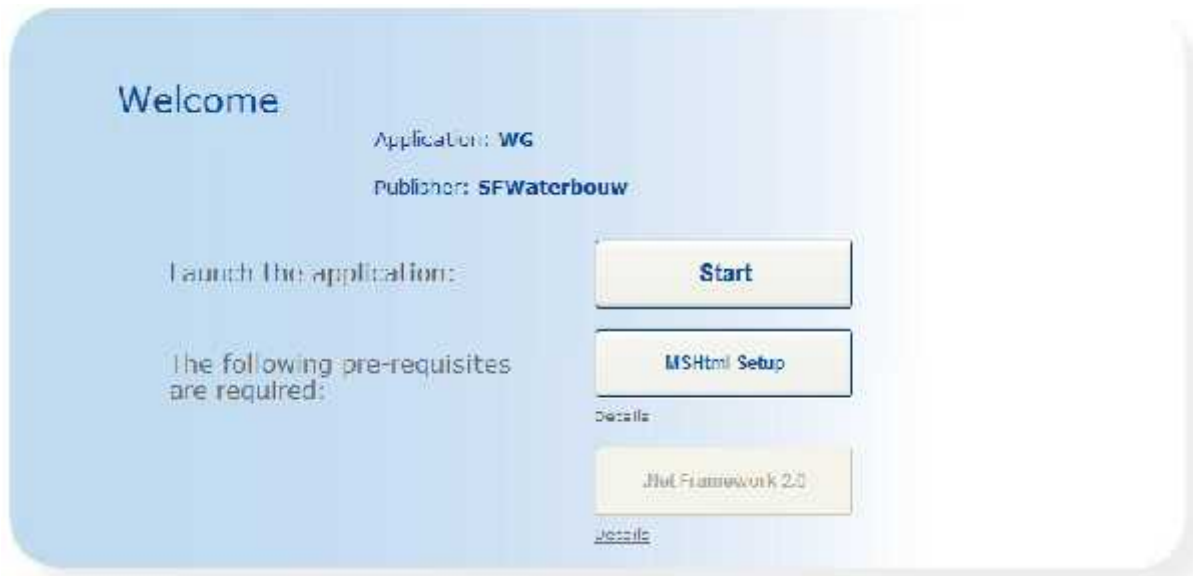 Welcome
Application: WG
Publisher: SFWaterbouw
Launch the application:
Start
The following pre-requisites
are required:
MSHtml Setup
Details
.Net Framework 2.0
Details